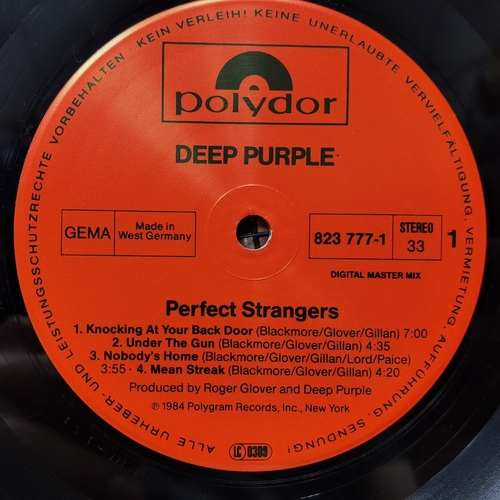 ALLE URHEBER- UND LEISTUNGSSCHUTZRECHTE VORBEHALTEN · KEIN VERLEIH! KEINE UNERLAUBTE VERVIELFÄLTIGUNG, VERMIETUNG, AUFFÜHRUNG, SENDUNG!
polydor
DEEP PURPLE
GEMA
Made in
West Germany
823 777-1
STEREO
33
1
DIGITAL MASTER MIX
Perfect Strangers
1. Knocking At Your Back Door (Blackmore/Glover/Gillan) 7:00
2. Under The Gun (Blackmore/Glover/Gillan) 4:35
3. Nobody's Home (Blackmore/Glover/Gillan/Lord/Paice)
3:55 · 4. Mean Streak (Blackmore/Glover/Gillan) 4:20
Produced by Roger Glover and Deep Purple
℗ 1984 Polygram Records, Inc., New York
LC 0309